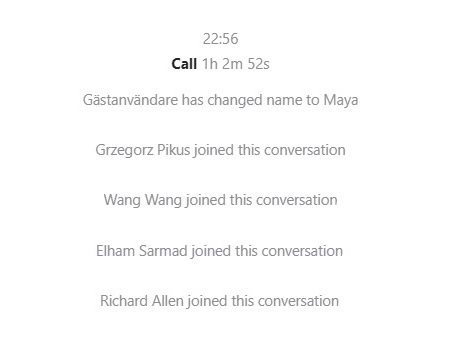 22:56
Call 1h 2m 52s
Gästanvändare has changed name to Maya
Grzegorz Pikus joined this conversation
Wang Wang joined this conversation
Elham Sarmad joined this conversation
Richard Allen joined this conversation